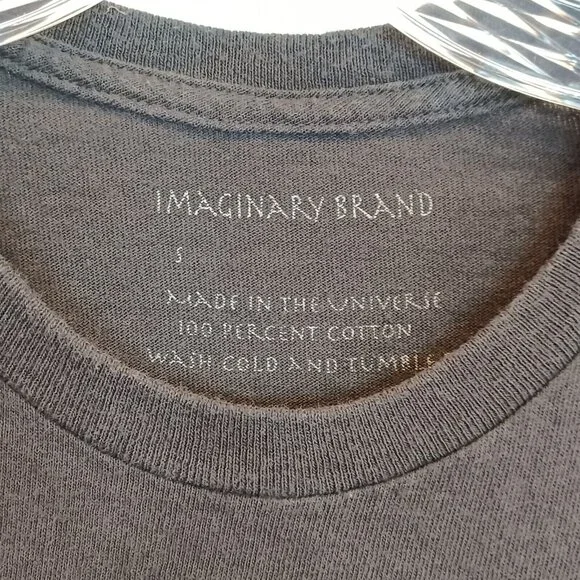 IMAGINARY BRAND
S
MADE IN THE UNIVERSE
100 PERCENT COTTON
WASH COLD AND TUMBLE